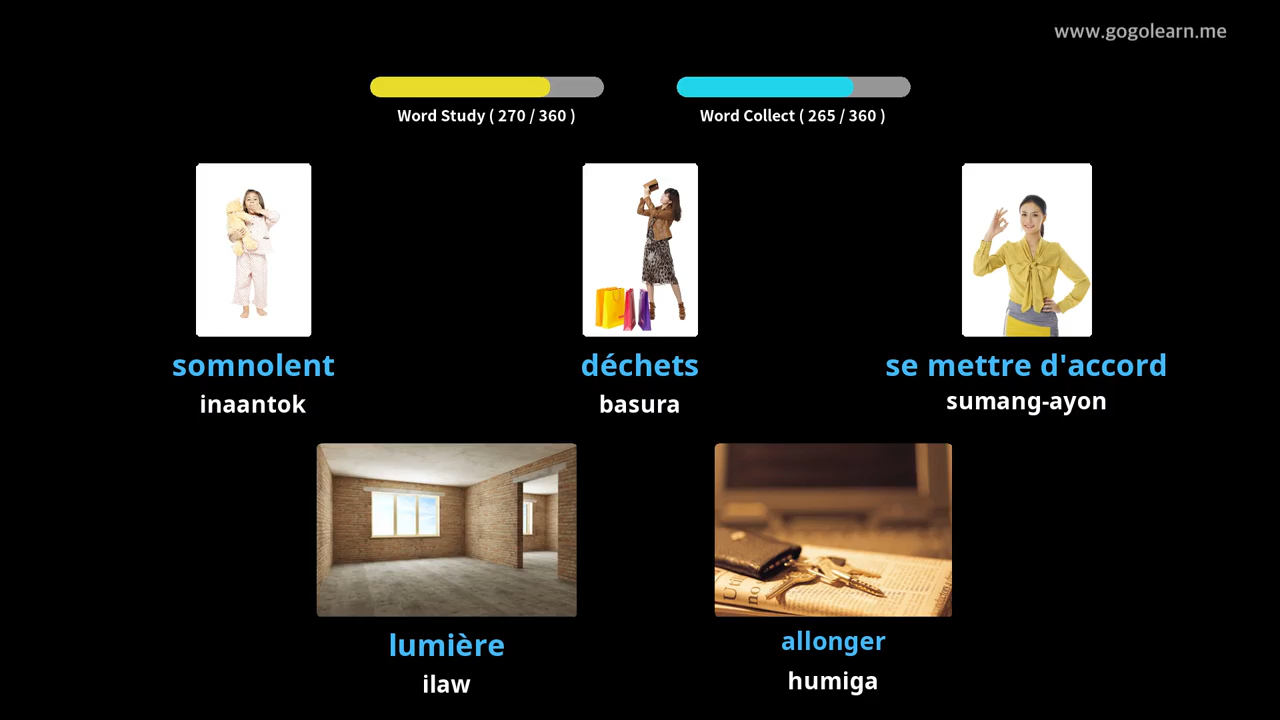 www.gogolearn.me
Word Study ( 270 / 360 )
Word Collect ( 265 / 360 )
somnolent
inaantok
déchets
basura
se mettre d'accord
sumang-ayon
lumière
ilaw
allonger
humiga